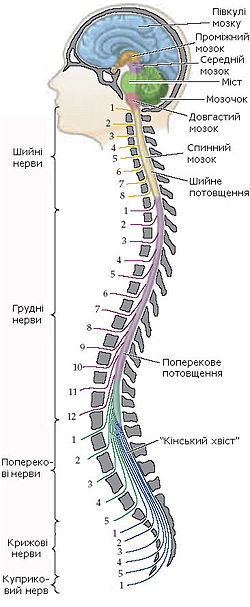 Півкулі
мозку
Проміжний
мозок
Середній
мозок
Міст
Мозочок
Довгастий
мозок
Спинний
мозок
Шийне
потовщення
Шийні
нерви
1
2
3
4
5
6
7
8
Грудні
нерви
1
2
3
4
5
6
7
8
9
10
11
12
Поперекове
потовщення
"Кінський хвіст"
Попереко-
ві нерви
1
2
3
4
5
Крижові
нерви
1
2
3
4
5
Куприко-
вий нерв
1